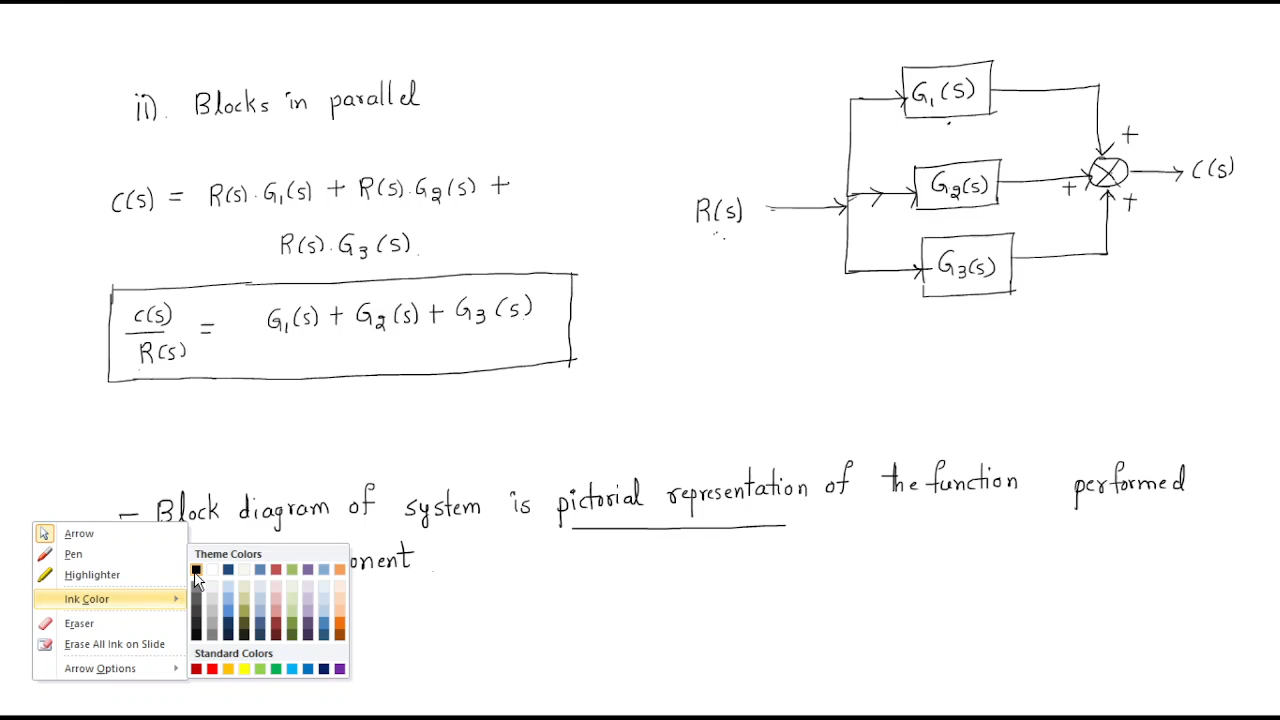 ii). Blocks in parallel
C(s) = R(s).G₁(s) + R(s).G₂(s) +
R(s).G₃(s).
C(s)/R(s) = G₁(s) + G₂(s) + G₃(s)
G₁(s)
+
R(s)
G₂(s)
+
C(s)
+
G₃(s)
- Block diagram of system is pictorial representation of the function performed
onent
Arrow
Pen
Highlighter
Ink Color
Eraser
Erase All Ink on Slide
Arrow Options
Theme Colors
Standard Colors